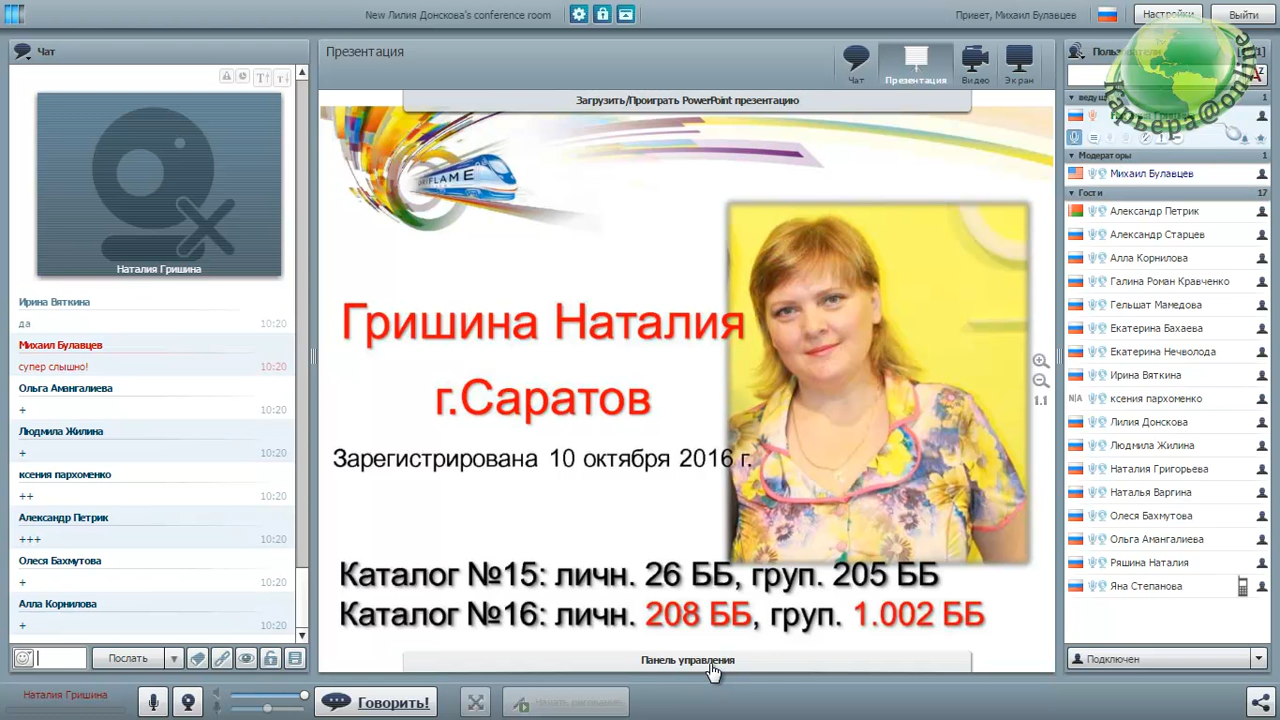 New Лилия Донскова's conference room
Привет, Михаил Булавцев
Настройки
Выйти
Чат
Наталия Гришина
Ирина Вяткина
да 10:20
Михаил Булавцев
супер слышно! 10:20
Ольга Амангалиева
+ 10:20
Людмила Жилина
+ 10:20
ксения пархоменко
++ 10:20
Александр Петрик
+++ 10:20
Олеся Бахмутова
+ 10:20
Алла Корнилова
+ 10:20
Послать
Презентация
Чат
Презентация
Видео
Экран
Загрузить/Проиграть PowerPoint презентацию
ORIFLAME
Гришина Наталия
г.Саратов
Зарегистрирована 10 октября 2016 г.
Каталог №15: личн. 26 ББ, груп. 205 ББ
Каталог №16: личн. 208 ББ, груп. 1.002 ББ
1.1
Панель управления
карьера@online
Модераторы 1
Михаил Булавцев
Гости 17
Александр Петрик
Александр Старцев
Алла Корнилова
Галина Роман Кравченко
Гельшат Мамедова
Екатерина Бахаева
Екатерина Нечволода
Ирина Вяткина
N/A ксения пархоменко
Лилия Донскова
Людмила Жилина
Наталия Григорьева
Наталья Варгина
Олеся Бахмутова
Ольга Амангалиева
Ряшина Наталия
Яна Степанова
Подключен
Наталия Гришина
Говорить!